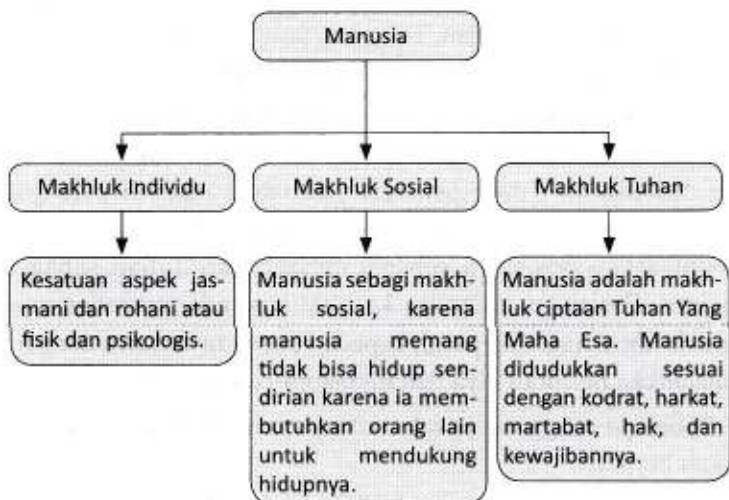 Manusia
Makhluk Individu
Makhluk Sosial
Makhluk Tuhan
Kesatuan aspek jas-
mani dan rohani atau
fisik dan psikologis.
Manusia sebagi makh-
luk sosial, karena
manusia memang
tidak bisa hidup sen-
dirian karena ia mem-
butuhkan orang lain
untuk mendukung
hidupnya.
Manusia adalah makh-
luk ciptaan Tuhan Yang
Maha Esa. Manusia
didudukkan sesuai
dengan kodrat, harkat,
martabat, hak, dan
kewajibannya.